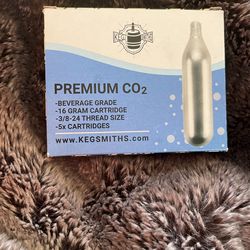 PREMIUM CO₂
-BEVERAGE GRADE
-16 GRAM CARTRIDGE
-3/8-24 THREAD SIZE
-5x CARTRIDGES
WWW.KEGSMITHS.COM